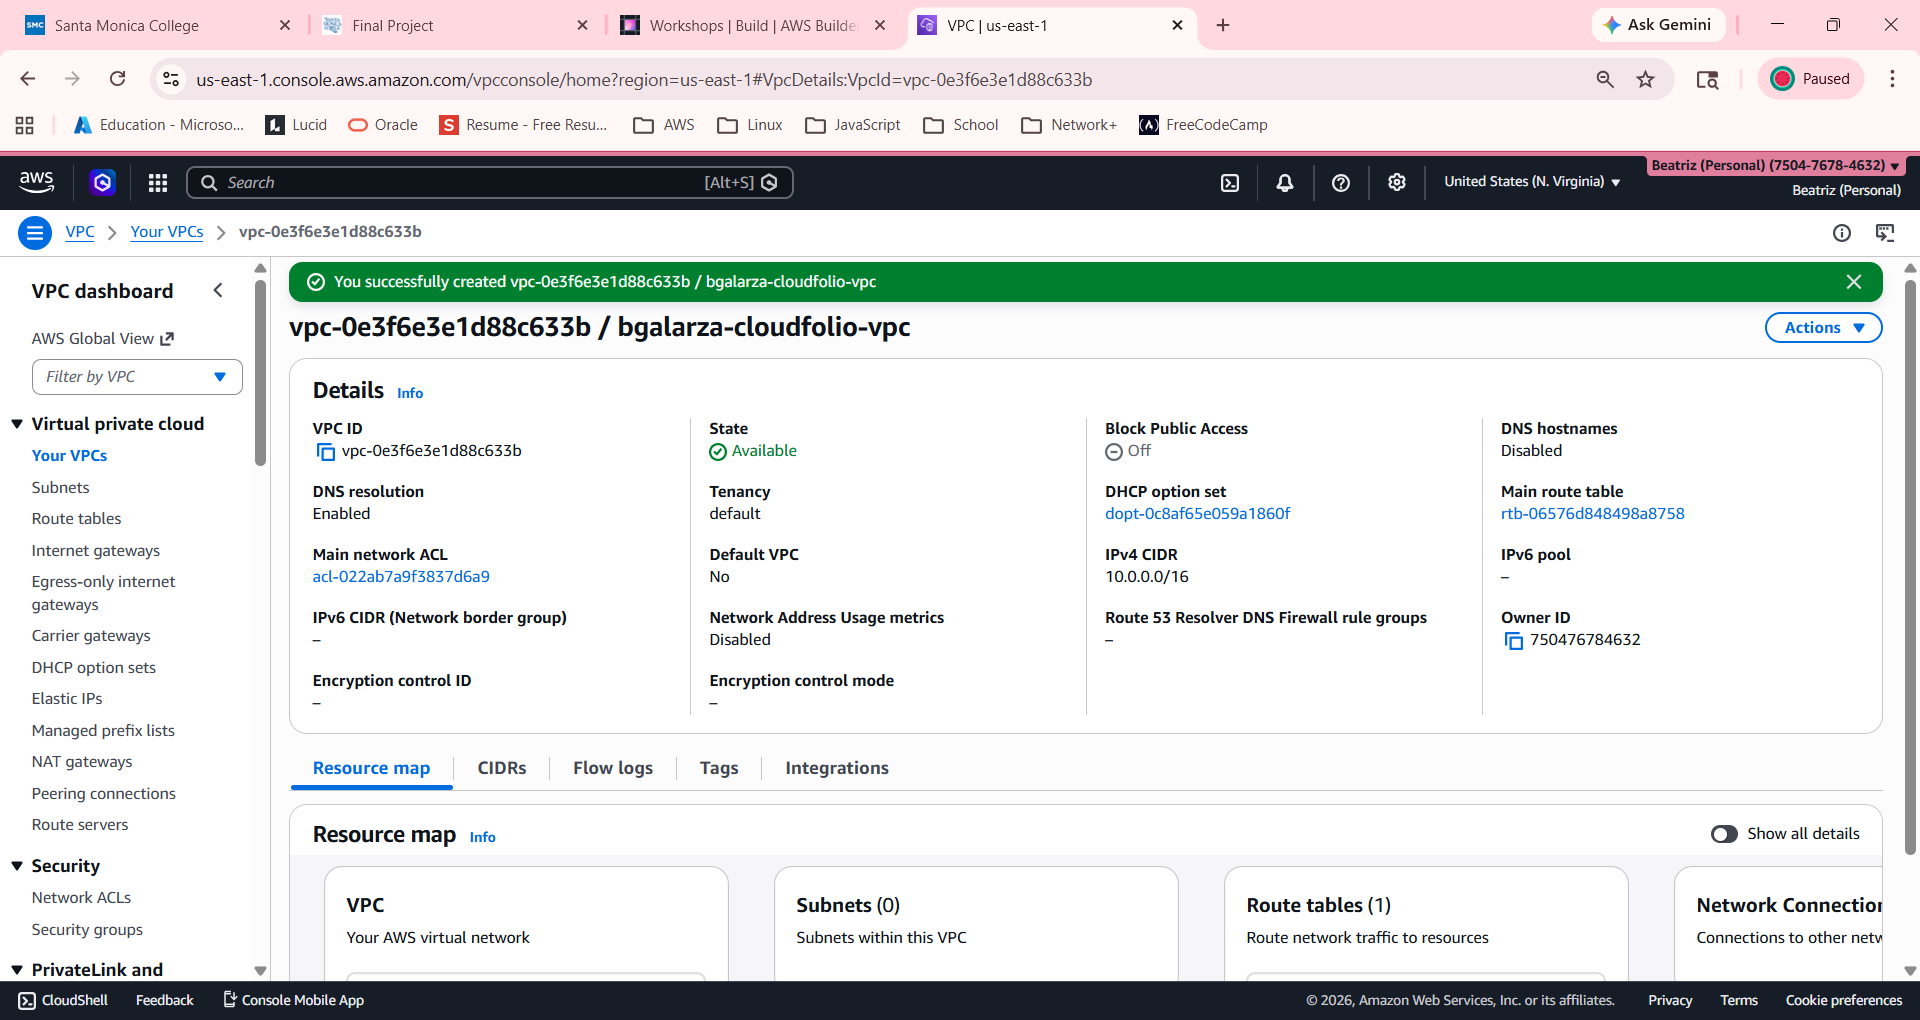 Santa Monica College
Final Project
Workshops | Build | AWS Builde
VPC | us-east-1
Ask Gemini
us-east-1.console.aws.amazon.com/vpcconsole/home?region=us-east-1#VpcDetails:VpcId=vpc-0e3f6e3e1d88c633b
Paused
Education - Microso...
Lucid
Oracle
Resume - Free Resu...
AWS
Linux
JavaScript
School
Network+
FreeCodeCamp
aws
Search
[Alt+S]
United States (N. Virginia)
Beatriz (Personal) (7504-7678-4632)
Beatriz (Personal)
VPC
Your VPCs
vpc-0e3f6e3e1d88c633b
VPC dashboard
AWS Global View
Filter by VPC
Virtual private cloud
Your VPCs
Subnets
Route tables
Internet gateways
Egress-only internet
gateways
Carrier gateways
DHCP option sets
Elastic IPs
Managed prefix lists
NAT gateways
Peering connections
Route servers
Security
Network ACLs
Security groups
PrivateLink and
You successfully created vpc-0e3f6e3e1d88c633b / bgalarza-cloudfolio-vpc
vpc-0e3f6e3e1d88c633b / bgalarza-cloudfolio-vpc
Actions
Details Info
VPC ID
vpc-0e3f6e3e1d88c633b
State
Available
Block Public Access
Off
DNS hostnames
Disabled
DNS resolution
Enabled
Tenancy
default
DHCP option set
dopt-0c8af65e059a1860f
Main route table
rtb-06576d848498a8758
Main network ACL
acl-022ab7a9f3837d6a9
Default VPC
No
IPv4 CIDR
10.0.0.0/16
IPv6 pool
–
IPv6 CIDR (Network border group)
–
Network Address Usage metrics
Disabled
Route 53 Resolver DNS Firewall rule groups
–
Owner ID
750476784632
Encryption control ID
–
Encryption control mode
–
Resource map
CIDRs
Flow logs
Tags
Integrations
Resource map Info
Show all details
VPC
Your AWS virtual network
Subnets (0)
Subnets within this VPC
Route tables (1)
Route network traffic to resources
Network Connection
Connections to other netw
CloudShell
Feedback
Console Mobile App
© 2026, Amazon Web Services, Inc. or its affiliates.
Privacy
Terms
Cookie preferences